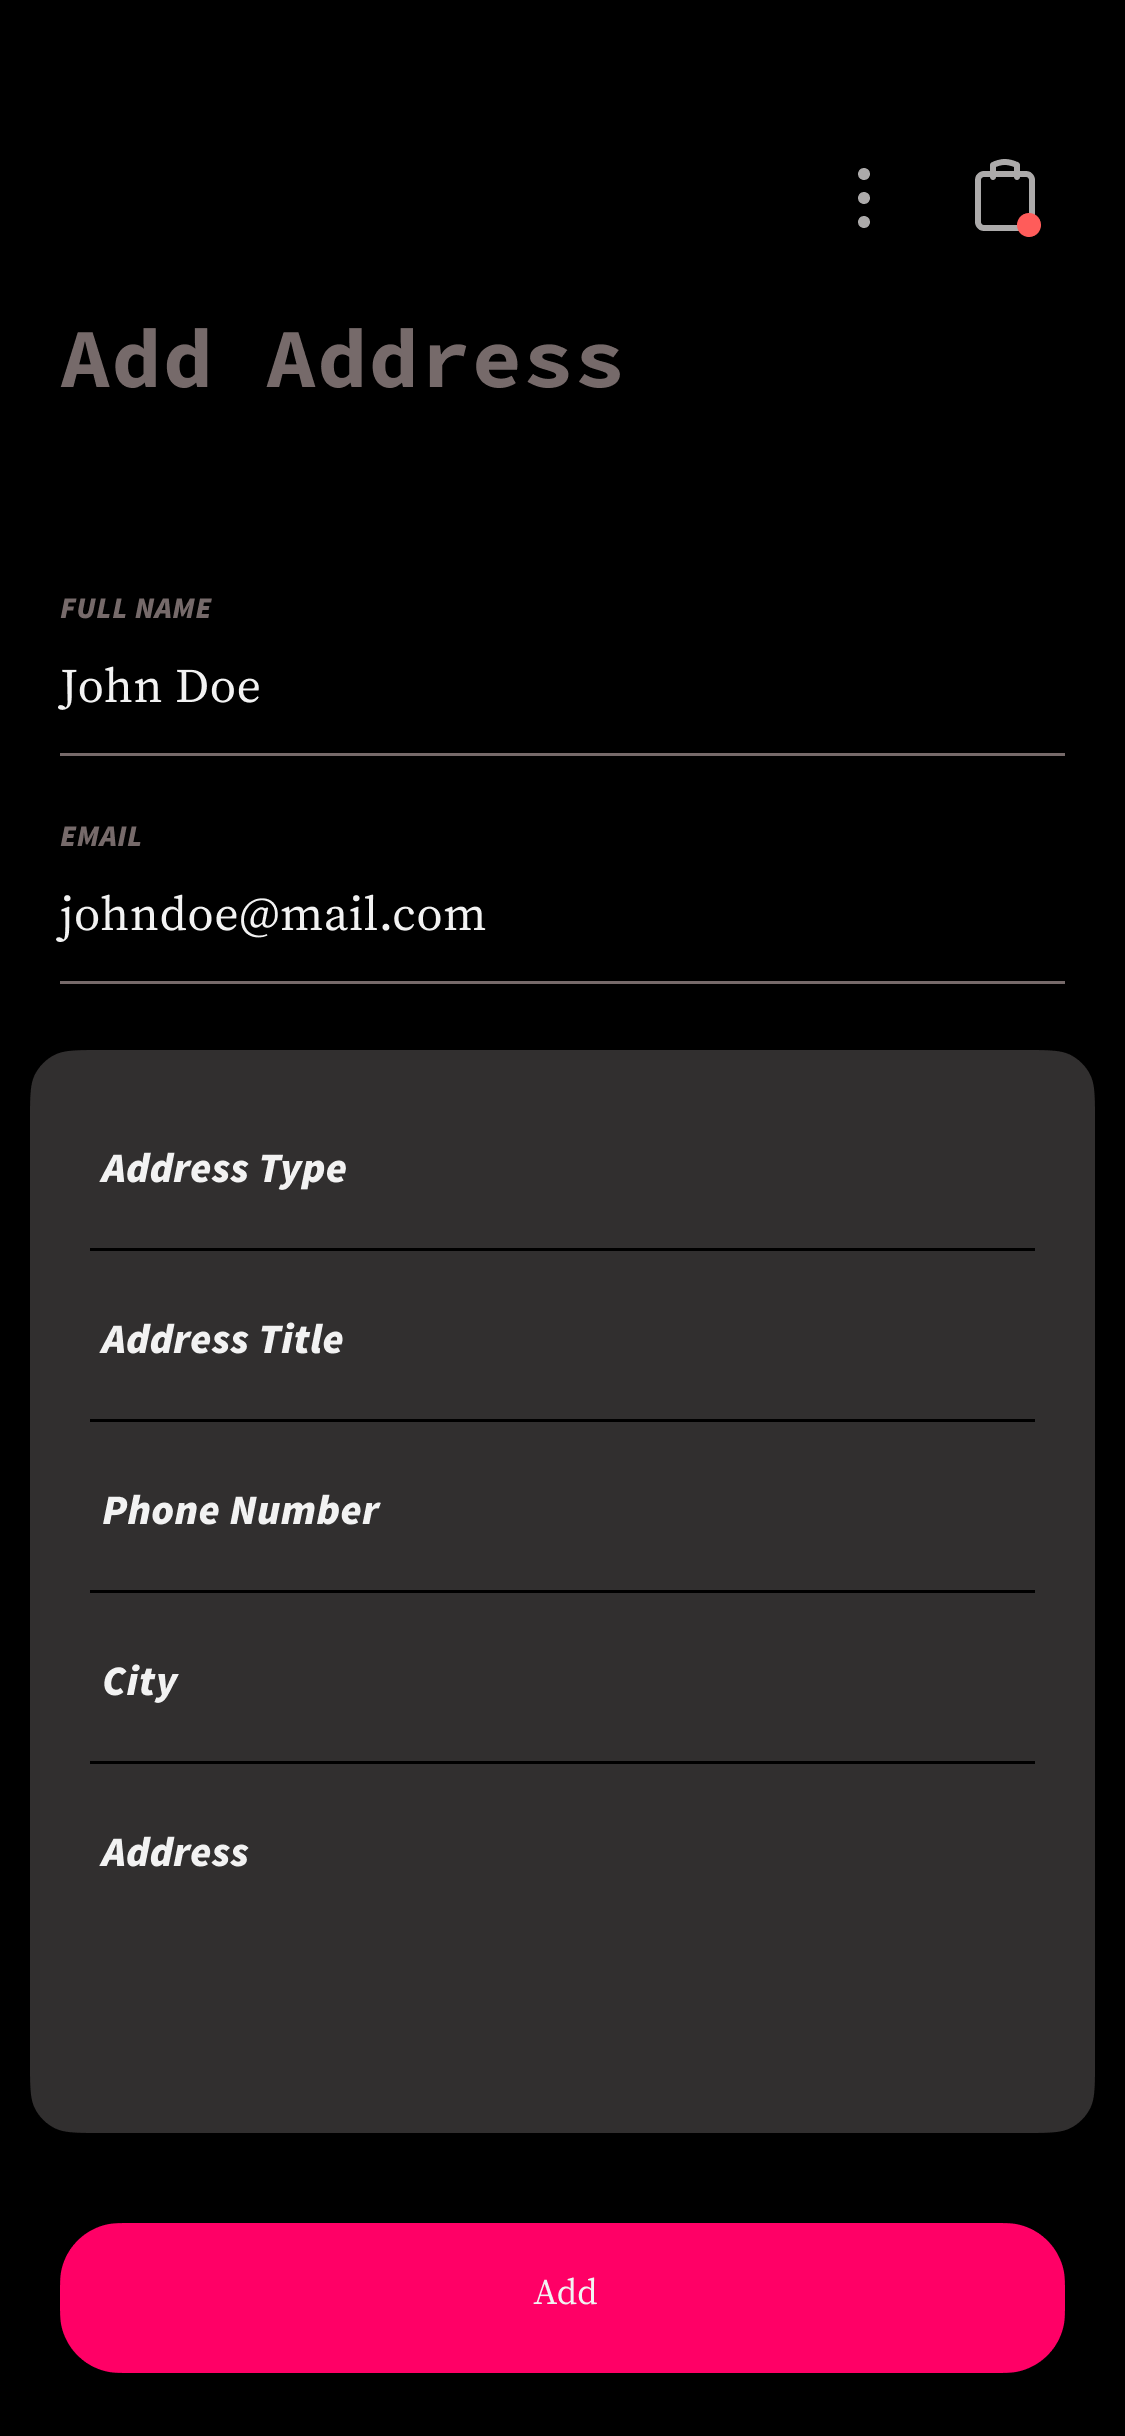 Add Address
FULL NAME
John Doe
EMAIL
johndoe@mail.com
Address Type
Address Title
Phone Number
City
Address
Add